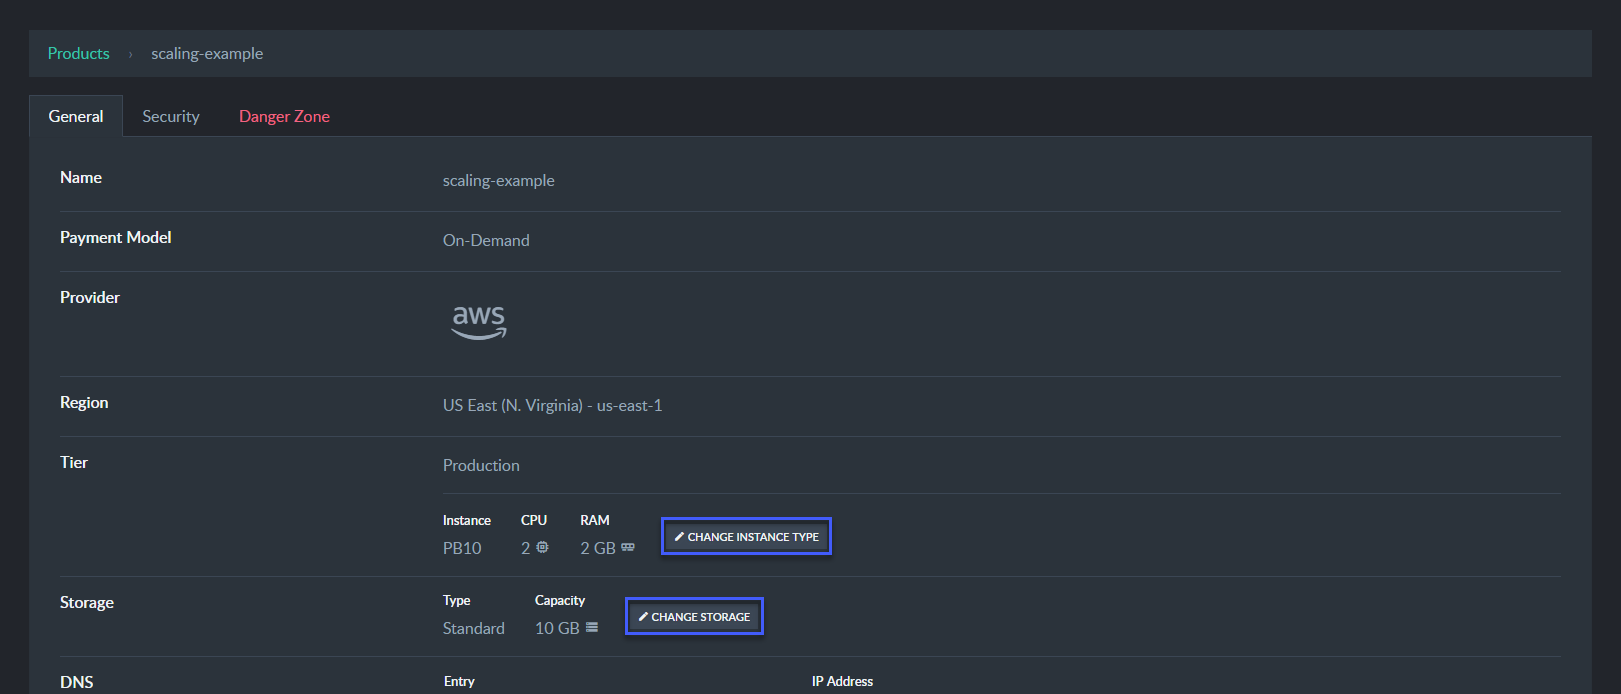 Products › scaling-example
General Security Danger Zone
Name scaling-example
Payment Model On-Demand
Provider aws
Region US East (N. Virginia) - us-east-1
Tier Production
Instance CPU RAM
PB10 2 2 GB CHANGE INSTANCE TYPE
Storage Type Capacity
Standard 10 GB CHANGE STORAGE
DNS Entry IP Address